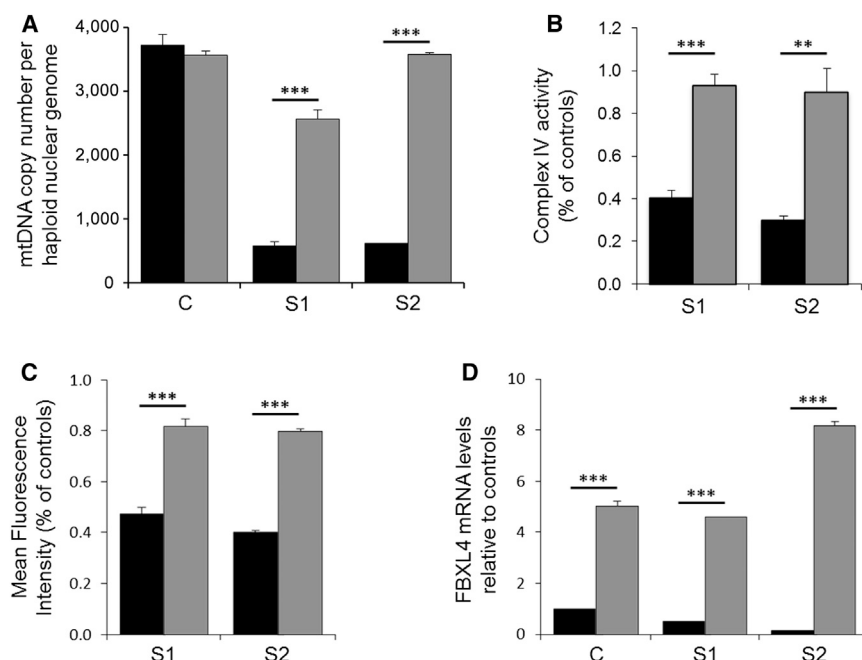 A
mtDNA copy number per
haploid nuclear genome
4,000
3,000
2,000
1,000
0
***
***
C
S1
S2
B
Complex IV activity
(% of controls)
1.2
1.0
0.8
0.6
0.4
0.2
0.0
***
**
S1
S2
C
Mean Fluorescence
Intensity (% of controls)
1.0
0.8
0.6
0.4
0.2
0.0
***
***
S1
S2
D
FBXL4 mRNA levels
relative to controls
10
8
6
4
2
0
***
***
***
C
S1
S2